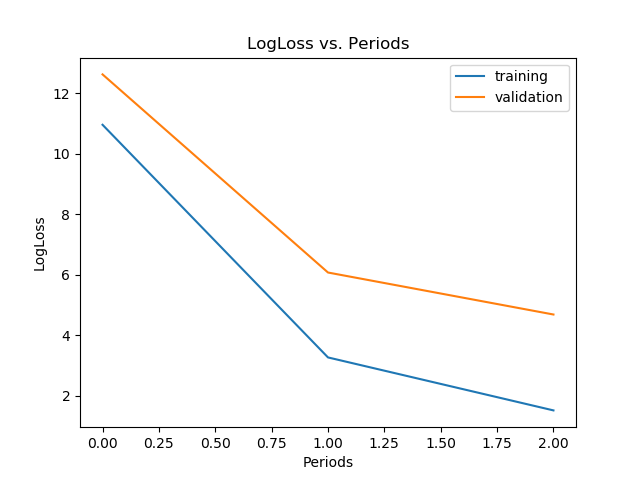 LogLoss vs. Periods
training
validation
LogLoss
12
10
8
6
4
2
0.00 0.25 0.50 0.75 1.00 1.25 1.50 1.75 2.00
Periods